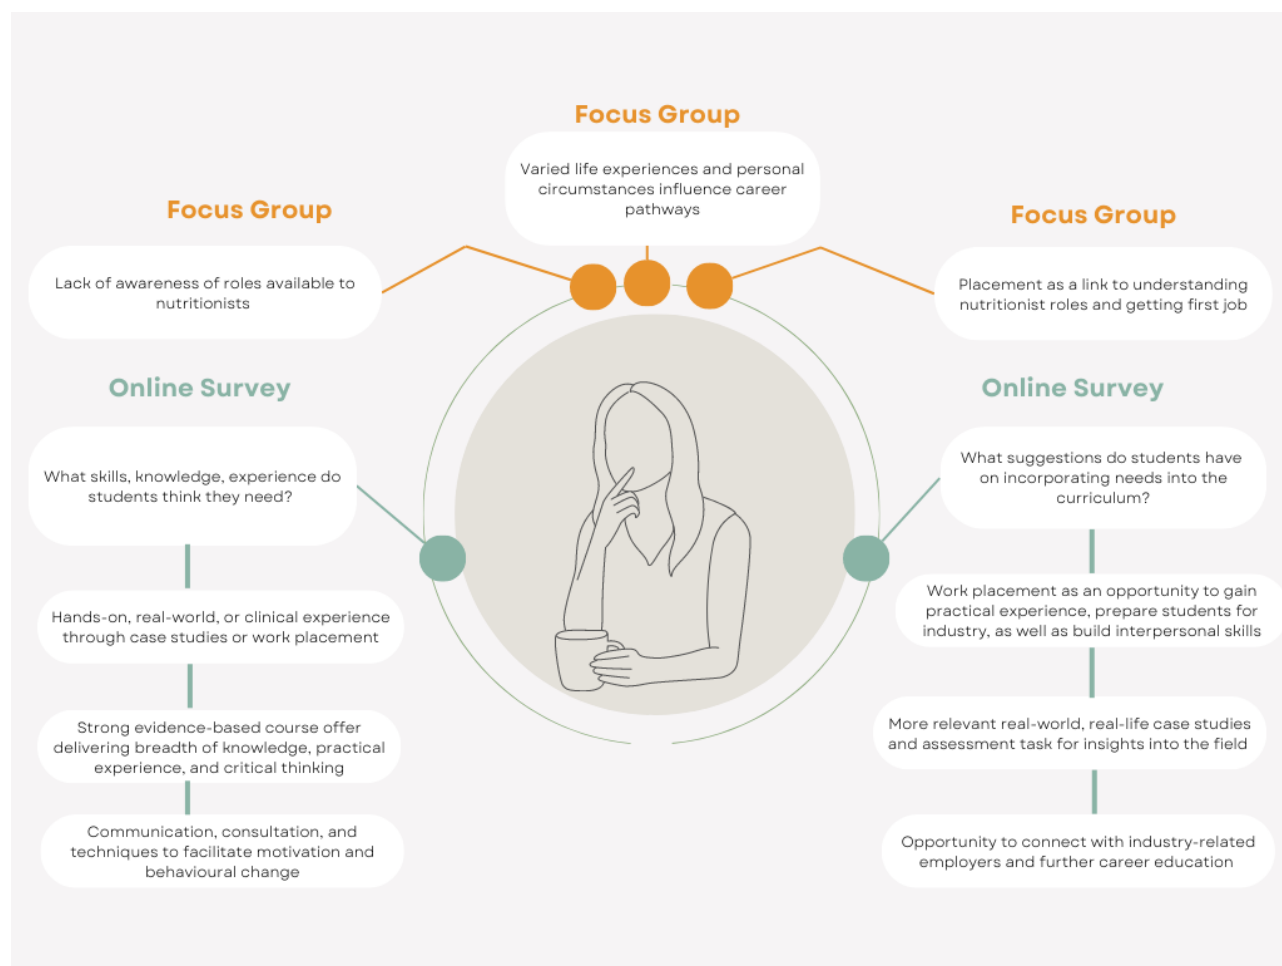 Focus Group
Varied life experiences and personal
circumstances influence career
pathways
Focus Group
Lack of awareness of roles available to
nutritionists
Focus Group
Placement as a link to understanding
nutritionist roles and getting first job
Online Survey
What skills, knowledge, experience do
students think they need?
Hands-on, real-world, or clinical experience
through case studies or work placement
Strong evidence-based course offer
delivering breadth of knowledge, practical
experience, and critical thinking
Communication, consultation, and
techniques to facilitate motivation and
behavioural change
Online Survey
What suggestions do students have
on incorporating needs into the
curriculum?
Work placement as an opportunity to gain
practical experience, prepare students for
industry, as well as build interpersonal skills
More relevant real-world, real-life case studies
and assessment task for insights into the field
Opportunity to connect with industry-related
employers and further career education